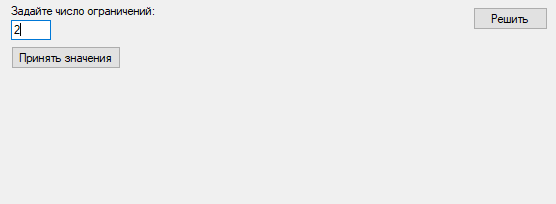 Задайте число ограничений:
Решить
2
Принять значения